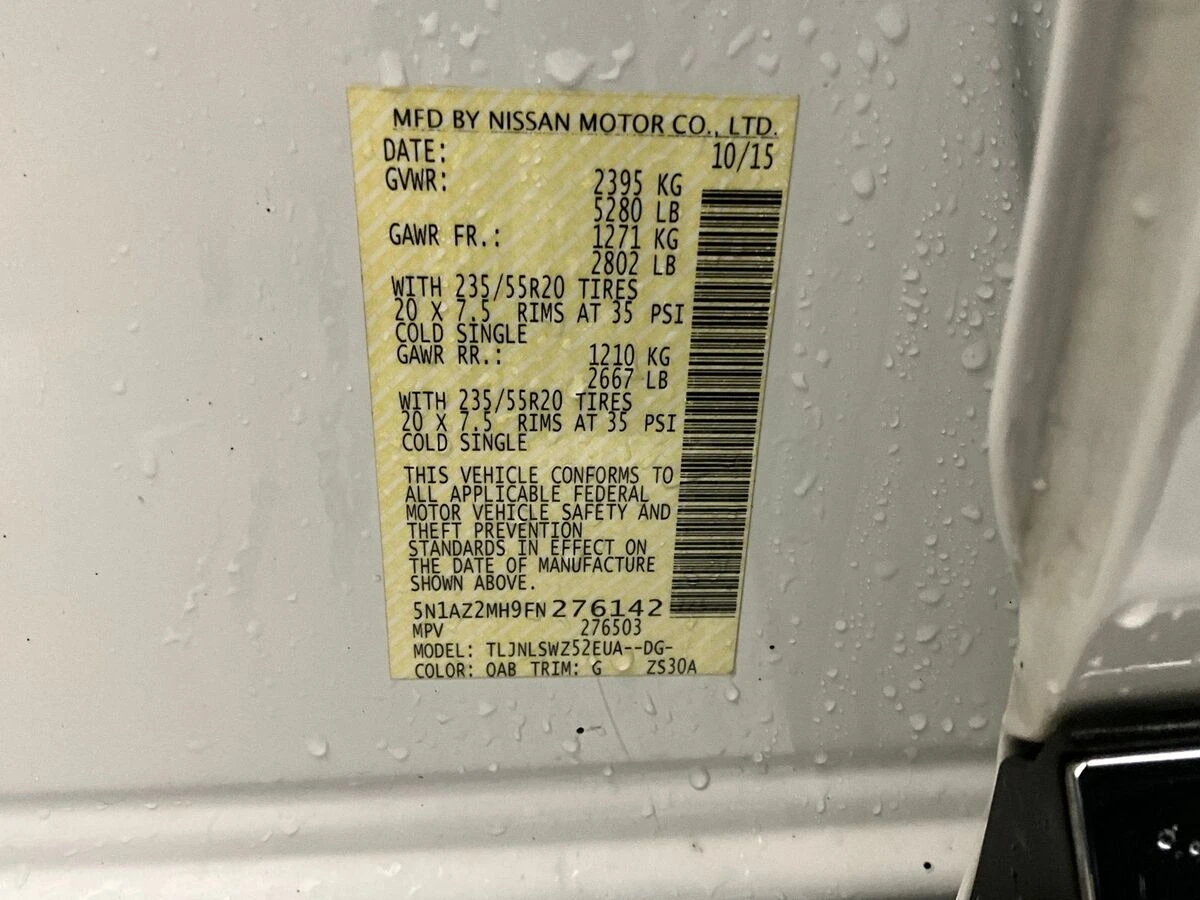 MFD BY NISSAN MOTOR CO., LTD.
DATE: 10/15
GVWR: 2395 KG
5280 LB
GAWR FR.: 1271 KG
2802 LB
WITH 235/55R20 TIRES
20 X 7.5 RIMS AT 35 PSI
COLD SINGLE
GAWR RR.: 1210 KG
2667 LB
WITH 235/55R20 TIRES
20 X 7.5 RIMS AT 35 PSI
COLD SINGLE
THIS VEHICLE CONFORMS TO
ALL APPLICABLE FEDERAL
MOTOR VEHICLE SAFETY AND
THEFT PREVENTION
STANDARDS IN EFFECT ON
THE DATE OF MANUFACTURE
SHOWN ABOVE.
5N1AZ2MH9FN276142
MPV 276503
MODEL: TLJNLSWZ52EUA--DG-
COLOR: QAB TRIM: G ZS30A